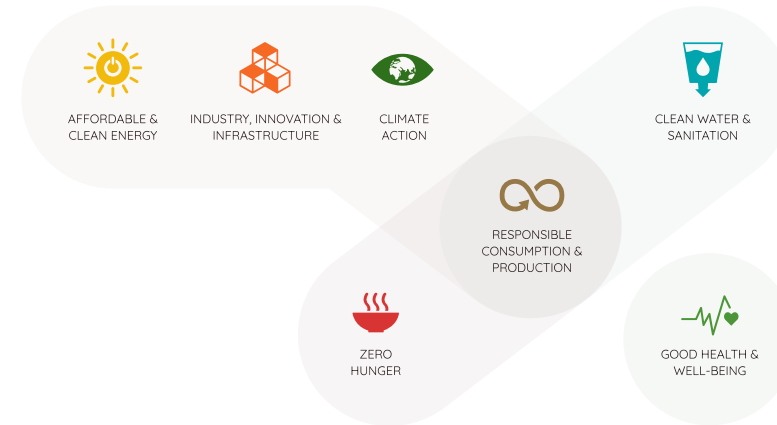 AFFORDABLE &
CLEAN ENERGY
INDUSTRY, INNOVATION &
INFRASTRUCTURE
CLIMATE
ACTION
CLEAN WATER &
SANITATION
RESPONSIBLE
CONSUMPTION &
PRODUCTION
ZERO
HUNGER
GOOD HEALTH &
WELL-BEING